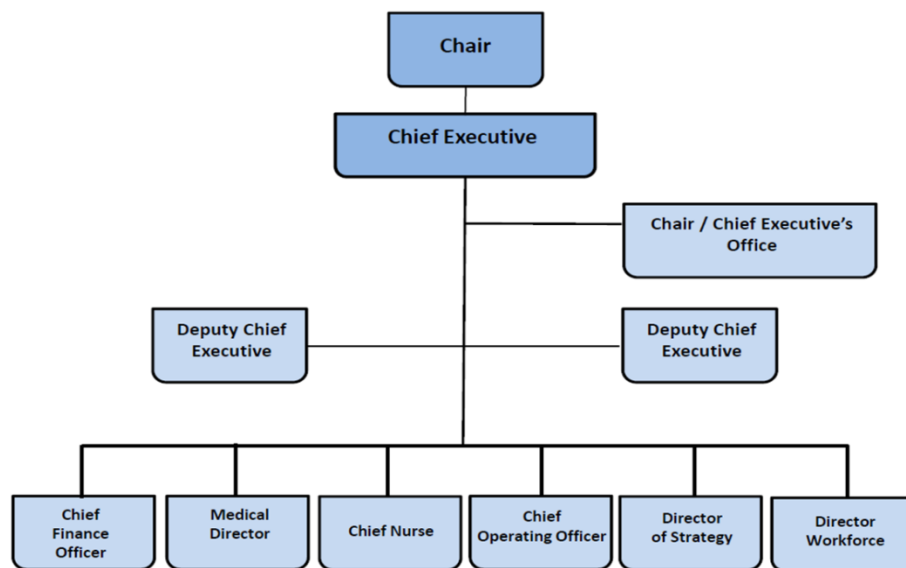 Chair
Chief Executive
Chair / Chief Executive’s
Office
Deputy Chief
Executive
Deputy Chief
Executive
Chief
Finance
Officer
Medical
Director
Chief Nurse
Chief
Operating Officer
Director
of Strategy
Director
Workforce